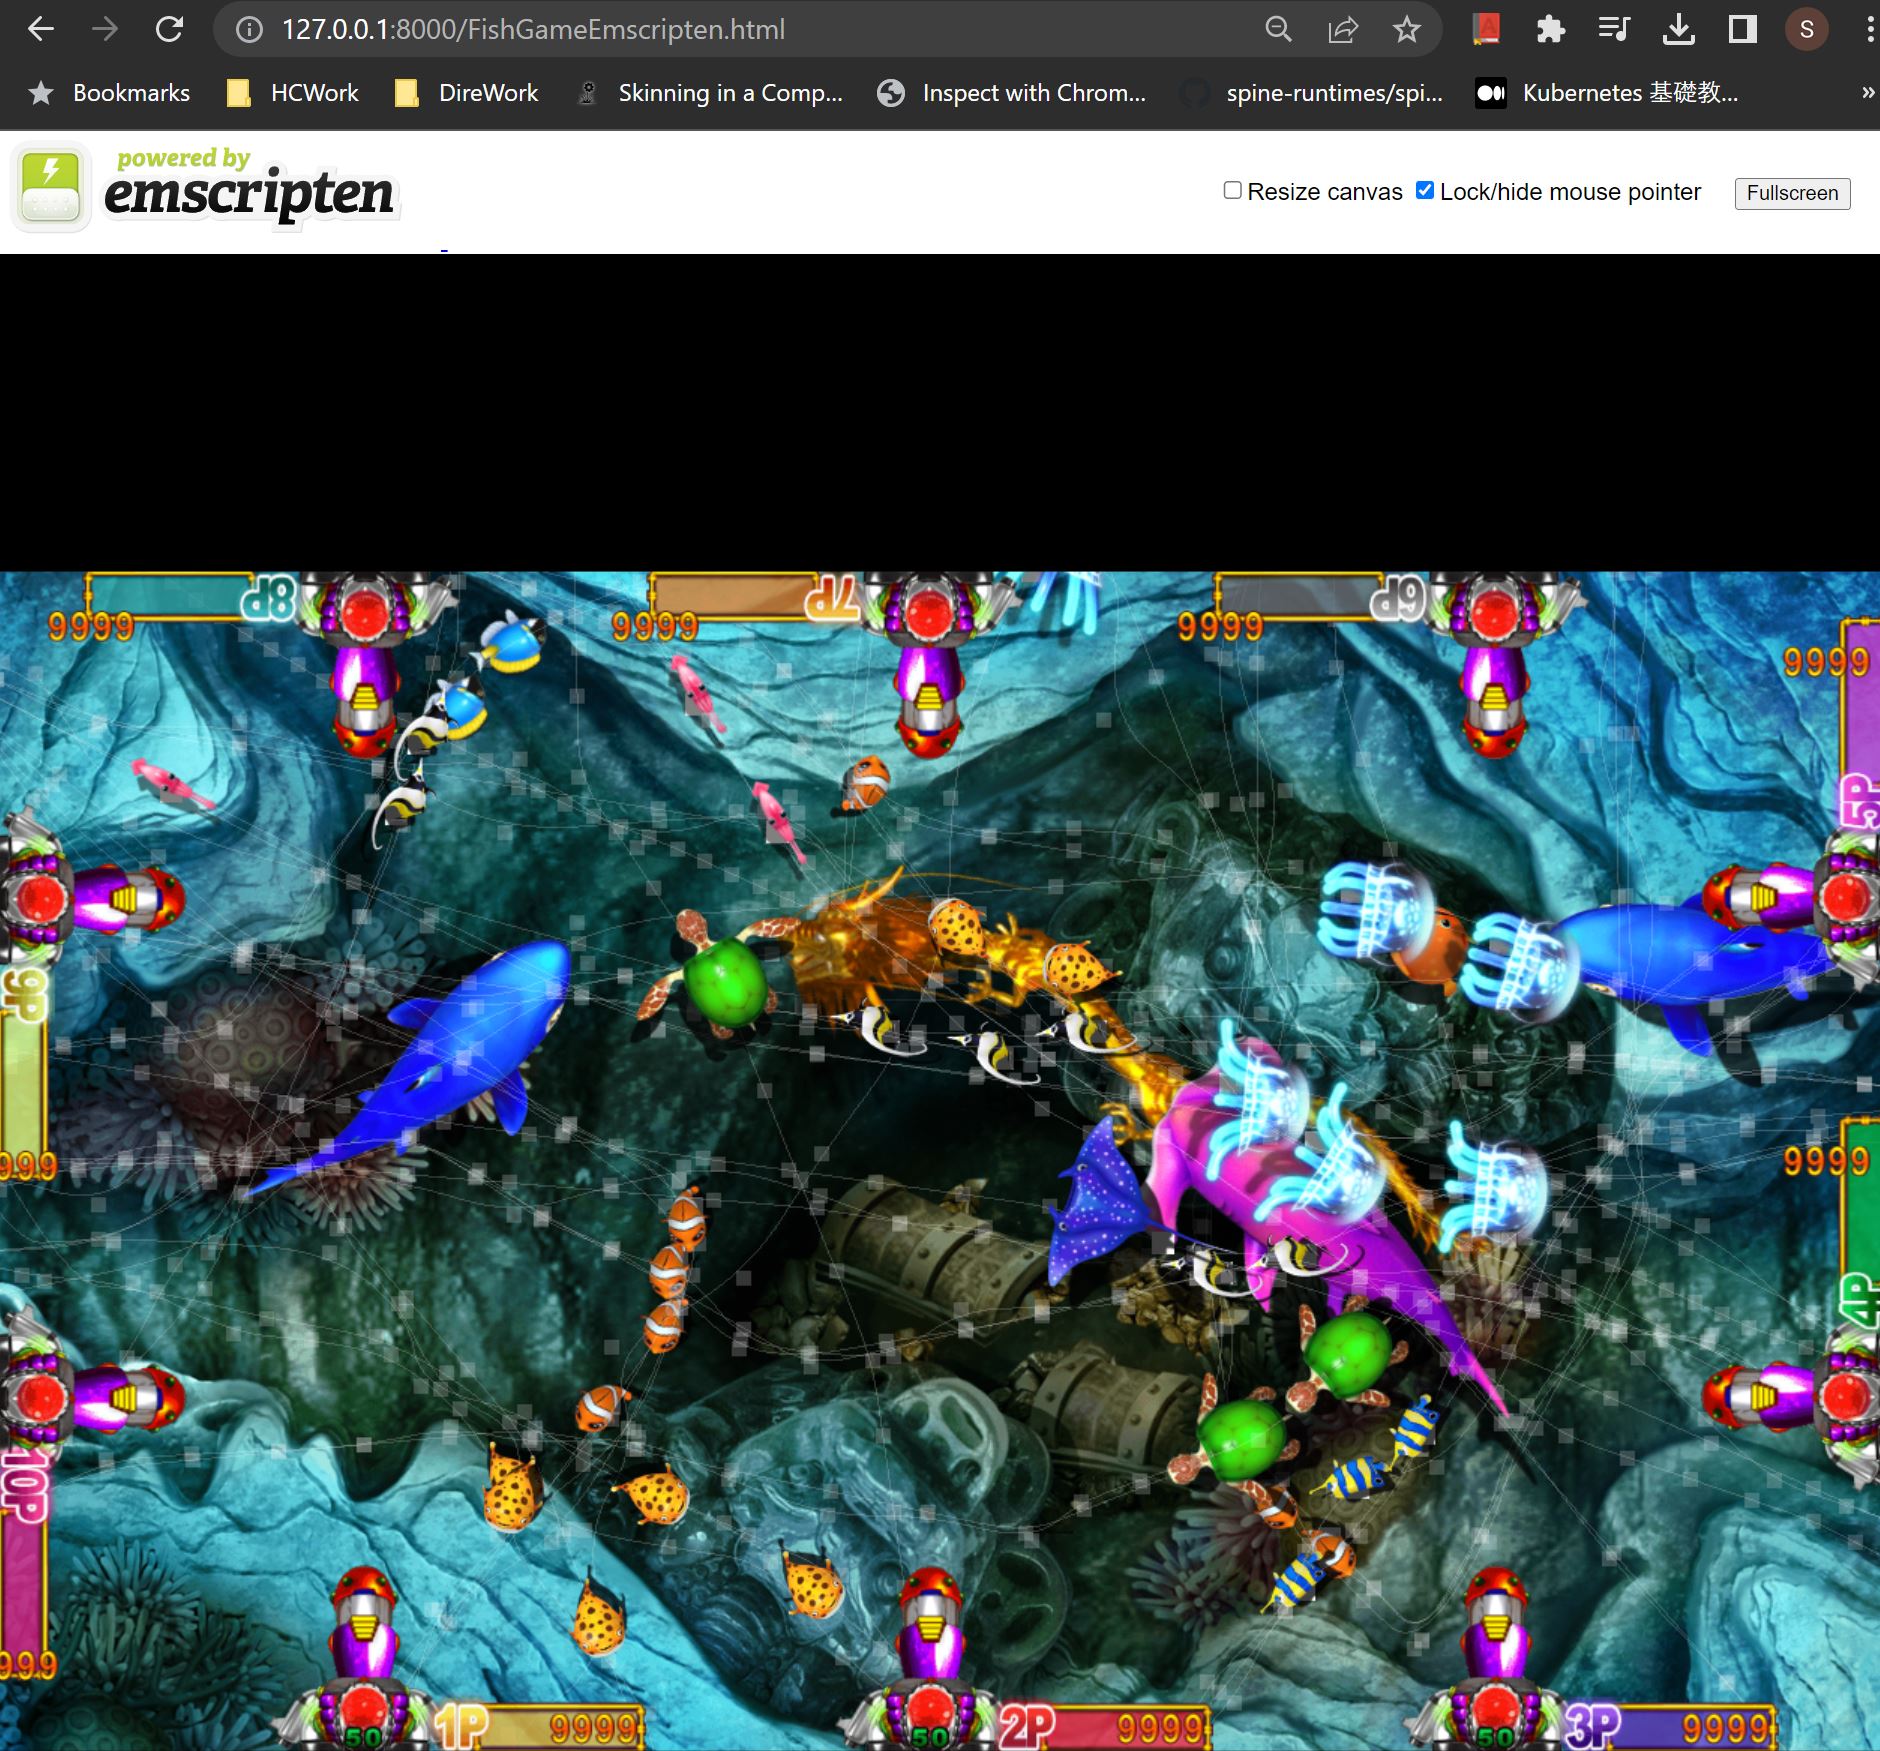 127.0.0.1:8000/FishGameEmscripten.html
S
Bookmarks
HCWork
DireWork
Skinning in a Comp...
Inspect with Chrom...
spine-runtimes/spi...
Kubernetes 基礎教...
»
powered by
emscripten
Resize canvas
Lock/hide mouse pointer
Fullscreen
8P
7P
6P
9999
9999
9999
9999
5P
9P
999
9999
4P
10P
999
50
1P
9999
50
2P
9999
50
3P
9999